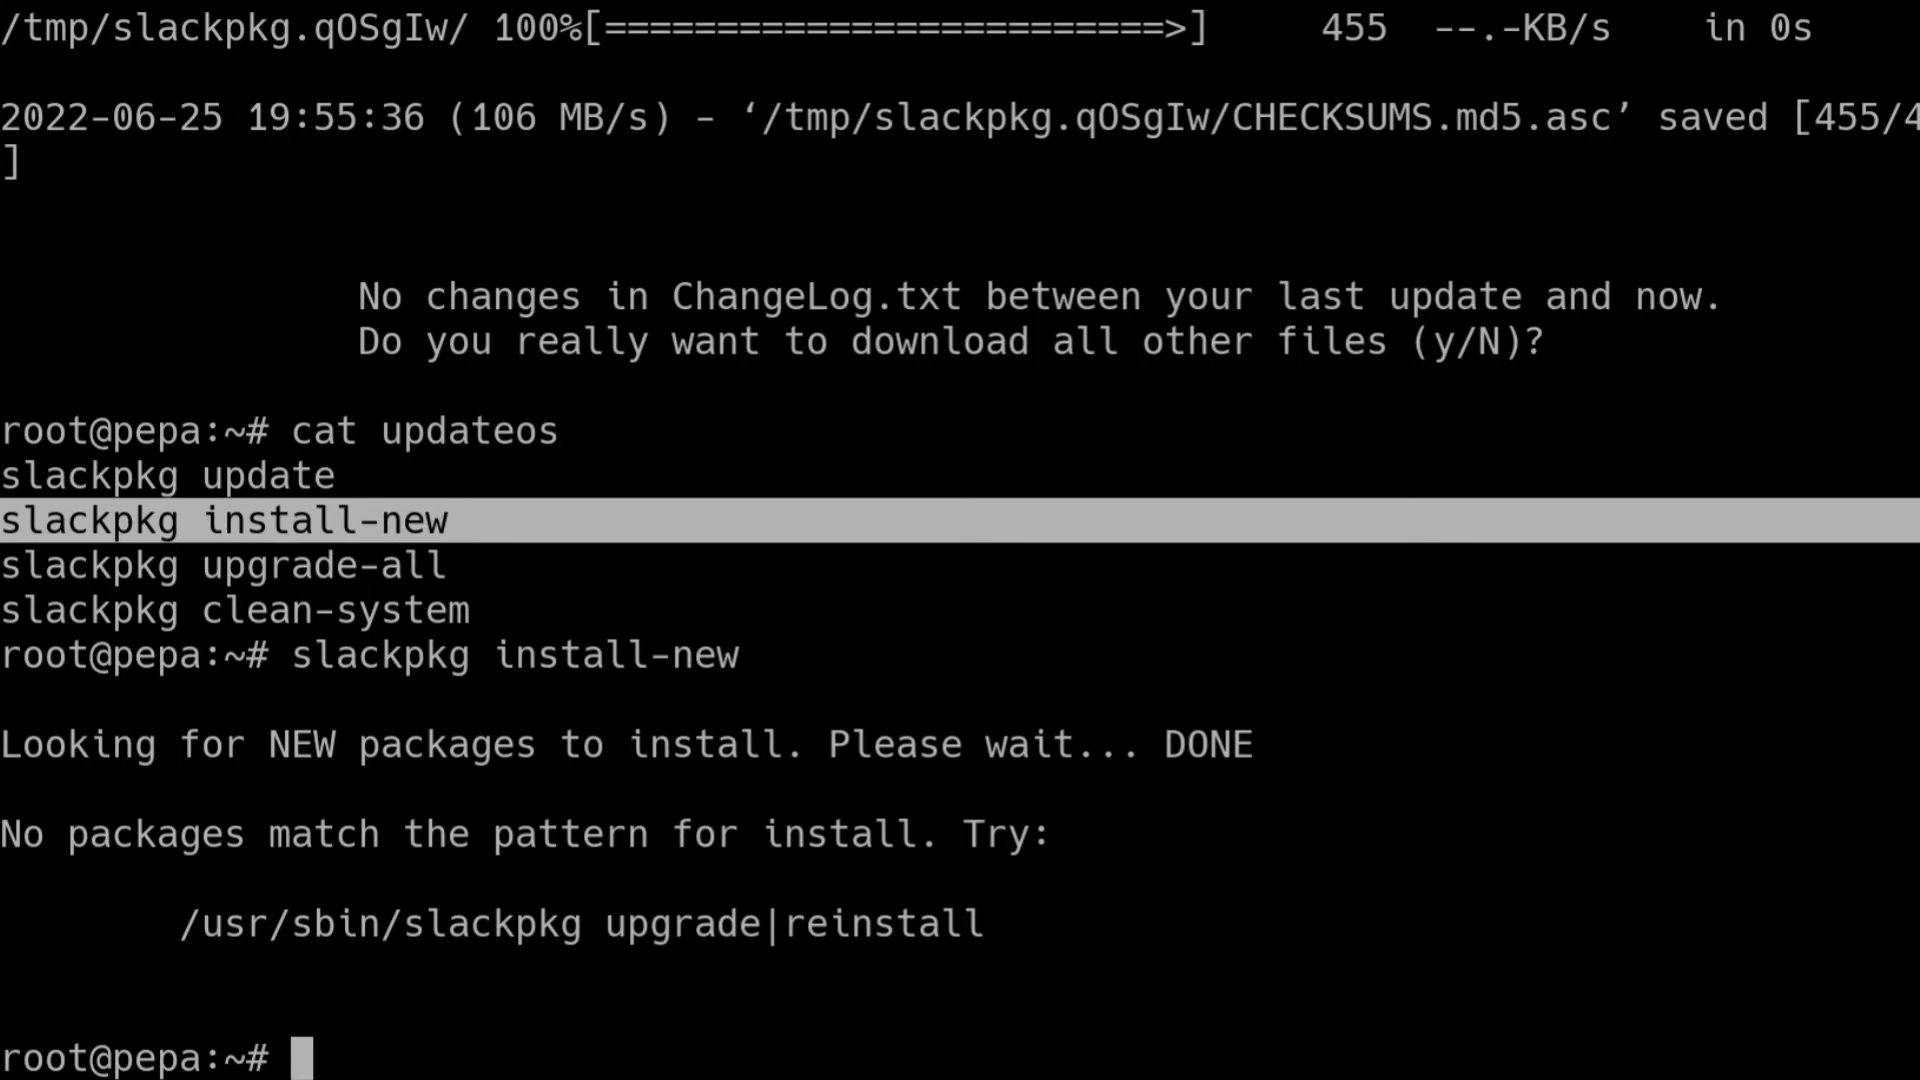 /tmp/slackpkg.qOSgIw/ 100%[=========================>]     455  --.-KB/s    in 0s
2022-06-25 19:55:36 (106 MB/s) - ‘/tmp/slackpkg.qOSgIw/CHECKSUMS.md5.asc’ saved [455/4
]
No changes in ChangeLog.txt between your last update and now.
Do you really want to download all other files (y/N)?
root@pepa:~# cat updateos
slackpkg update
slackpkg install-new
slackpkg upgrade-all
slackpkg clean-system
root@pepa:~# slackpkg install-new
Looking for NEW packages to install. Please wait... DONE
No packages match the pattern for install. Try:
/usr/sbin/slackpkg upgrade|reinstall
root@pepa:~#